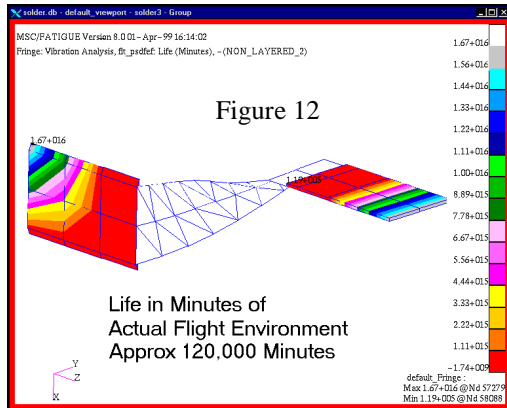 solder.db - default_viewport - solder3 - Group
MSC/FATIGUE Version 8.0 01-Apr-99 16:14:02
Fringe: Vibration Analysis, flt_psdfef: Life (Minutes), -(NON_LAYERED_2)
Figure 12
1.67+016
1.19+005
Life in Minutes of
Actual Flight Environment
Approx 120,000 Minutes
Y
Z
X
1.67+016
1.56+016
1.44+016
1.33+016
1.22+016
1.11+016
1.00+016
8.89+015
7.78+015
6.67+015
5.56+015
4.44+015
3.33+015
2.22+015
1.11+015
-1.74+009
default_Fringe :
Max 1.67+016 @Nd 57279
Min 1.19+005 @Nd 58088